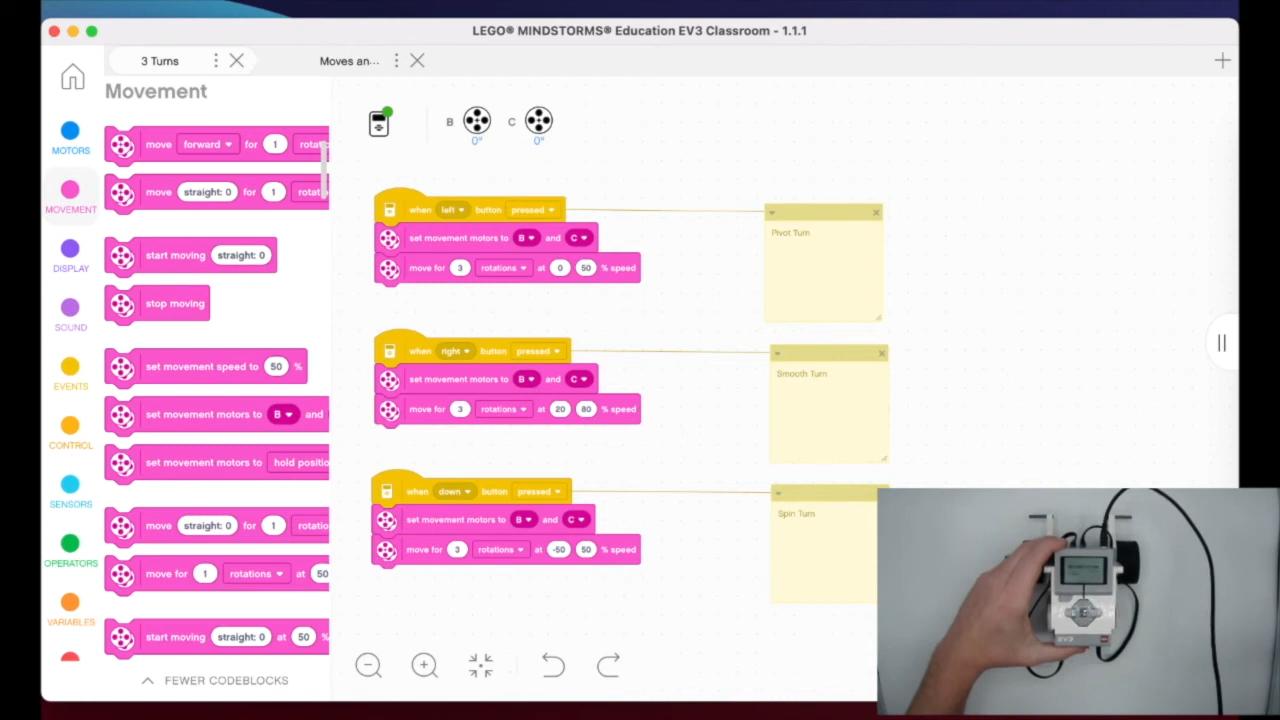 LEGO® MINDSTORMS® Education EV3 Classroom - 1.1.1
3 Turns
Moves an...
Movement
MOTORS
MOVEMENT
DISPLAY
SOUND
EVENTS
CONTROL
SENSORS
OPERATORS
VARIABLES
move forward for 1
move straight: 0 for 1
start moving straight: 0
stop moving
set movement speed to 50 %
set movement motors to B and
set movement motors to hold
move straight: 0 for 1
move for 1 rotations at 50
start moving straight: 0 at 50 %
FEWER CODEBLOCKS
B 0°
C 0°
when left button pressed
set movement motors to B and C
move for 3 rotations at 0 50 % speed
Pivot Turn
when right button pressed
set movement motors to B and C
move for 3 rotations at 20 80 % speed
Smooth Turn
when down button pressed
set movement motors to B and C
move for 3 rotations at -50 50 % speed
Spin Turn
EV3